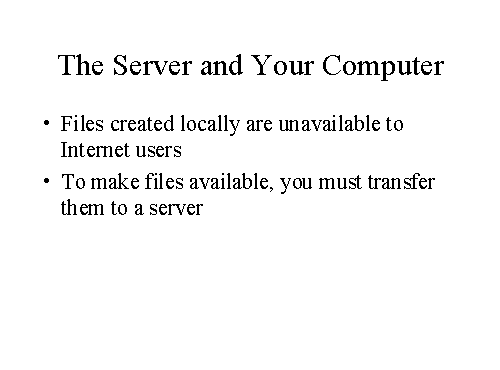 The Server and Your Computer
• Files created locally are unavailable to
Internet users
• To make files available, you must transfer
them to a server